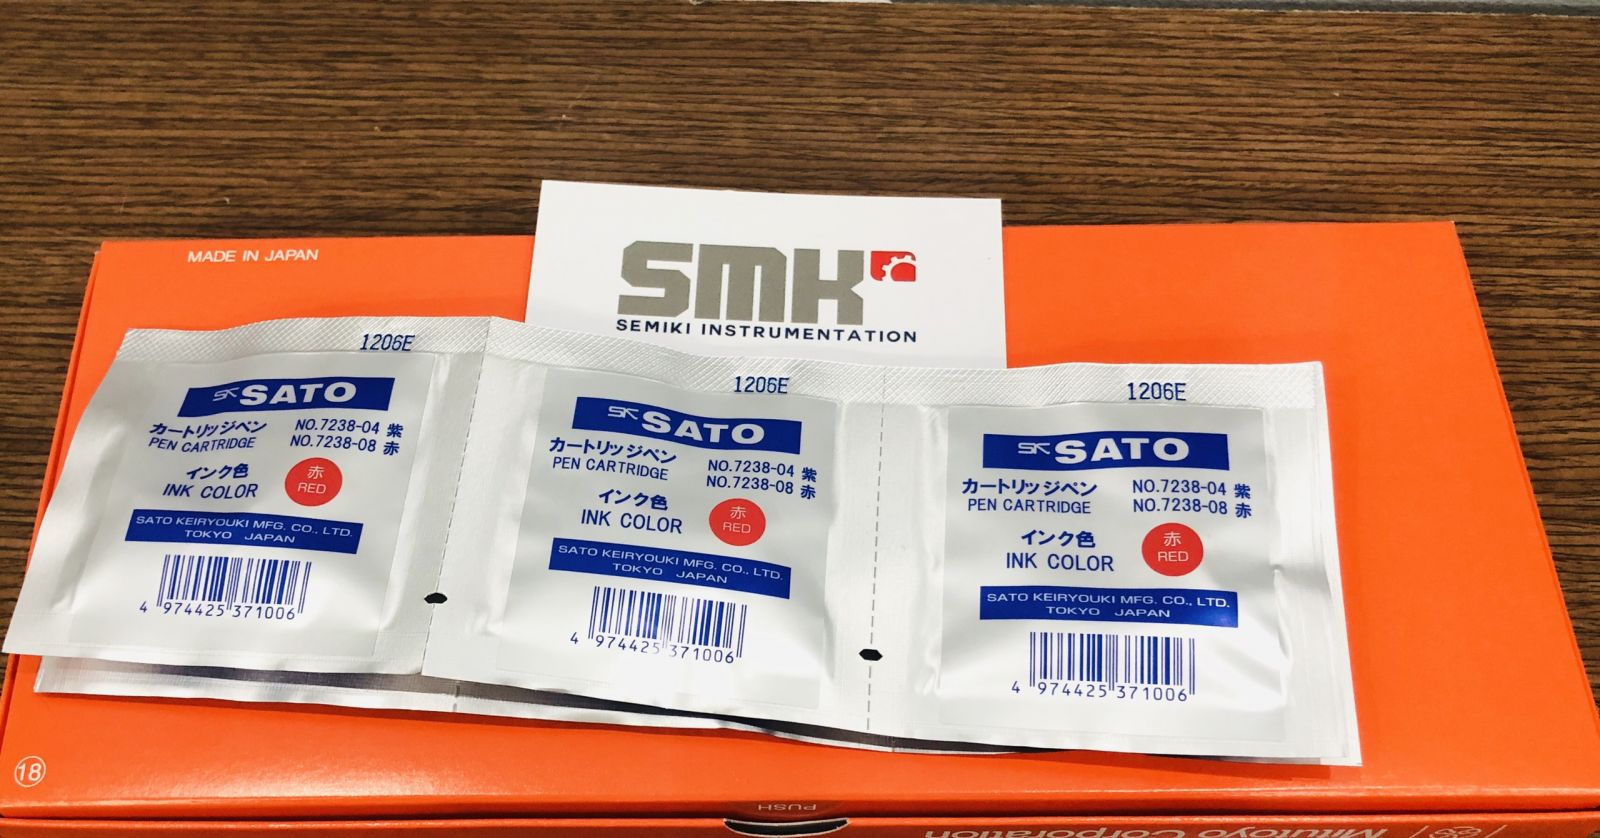 MADE IN JAPAN
SMK
SEMIKI INSTRUMENTATION
1206E
SK SATO
カートリッジペン NO.7238-04 紫
PEN CARTRIDGE NO.7238-08 赤
インク色 赤
INK COLOR RED
SATO KEIRYOUKI MFG. CO., LTD.
TOKYO JAPAN
4 974425 371006
1206E
SK SATO
カートリッジペン NO.7238-04 紫
PEN CARTRIDGE NO.7238-08 赤
インク色 赤
INK COLOR RED
SATO KEIRYOUKI MFG. CO., LTD.
TOKYO JAPAN
4 974425 371006
1206E
SK SATO
カートリッジペン NO.7238-04 紫
PEN CARTRIDGE NO.7238-08 赤
インク色 赤
INK COLOR RED
SATO KEIRYOUKI MFG. CO., LTD.
TOKYO JAPAN
4 974425 371006
18
PUSH
Mitutoyo Corporation